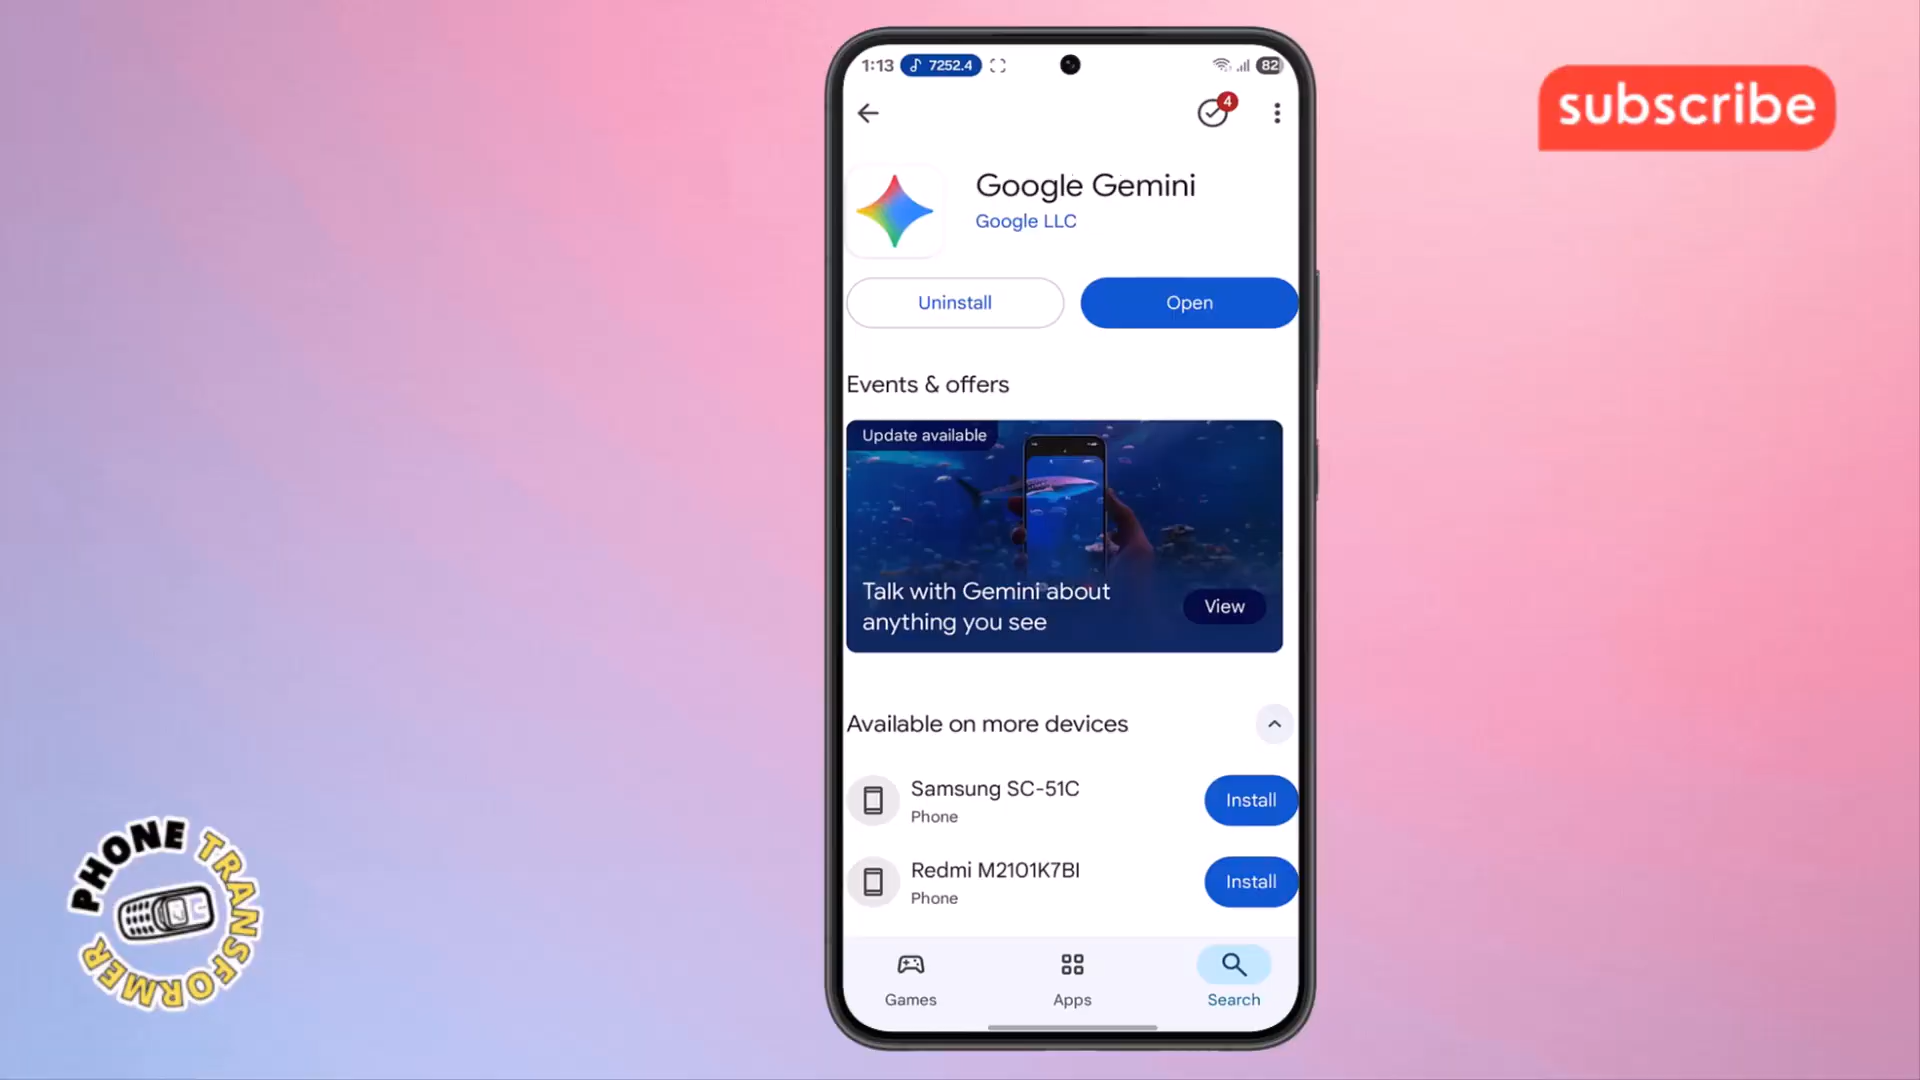 subscribe
1:13 7252.4 82
4
Google Gemini
Google LLC
Uninstall Open
Events & offers
Update available
Talk with Gemini about
anything you see
View
Available on more devices
Samsung SC-51C
Phone
Install
Redmi M2101K7BI
Phone
Install
Games Apps Search
PHONE TRANSFORMER